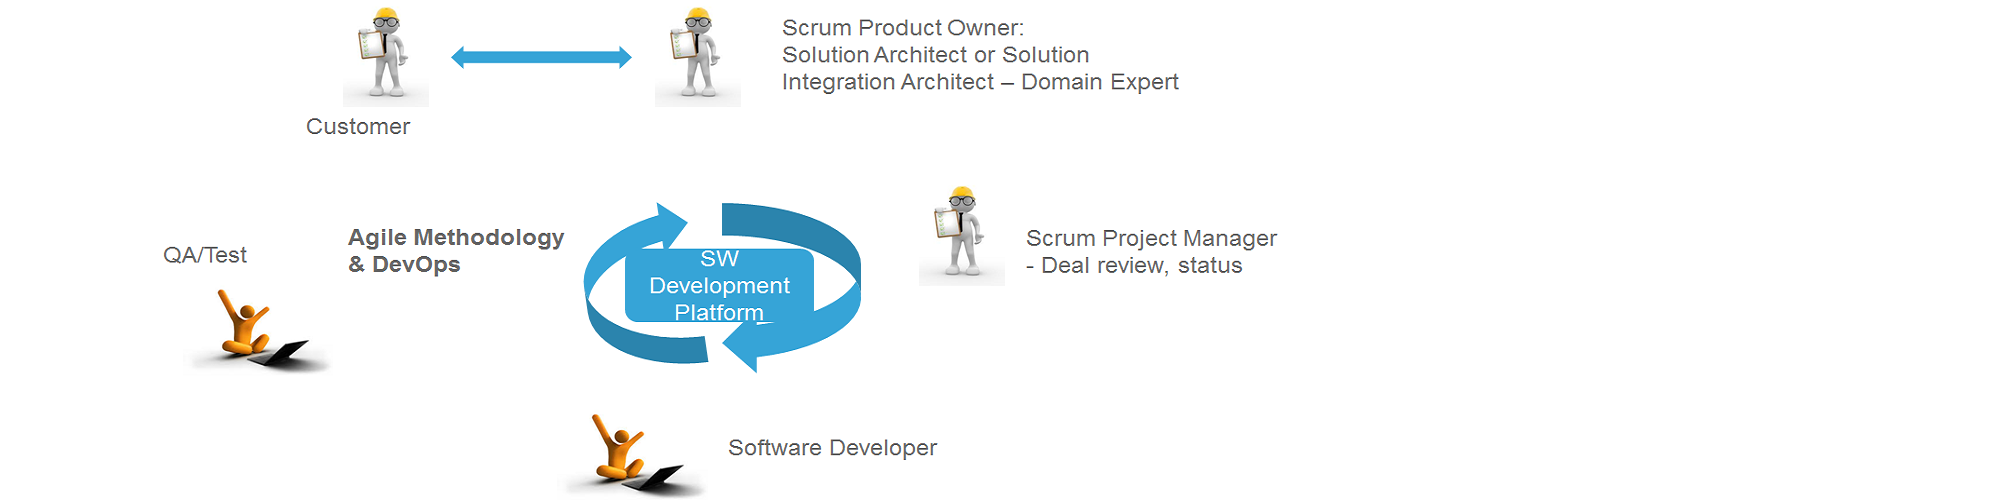 Scrum Product Owner:
Solution Architect or Solution
Integration Architect – Domain Expert
Customer
QA/Test
Agile Methodology
& DevOps
SW
Development
Platform
Scrum Project Manager
- Deal review, status
Software Developer